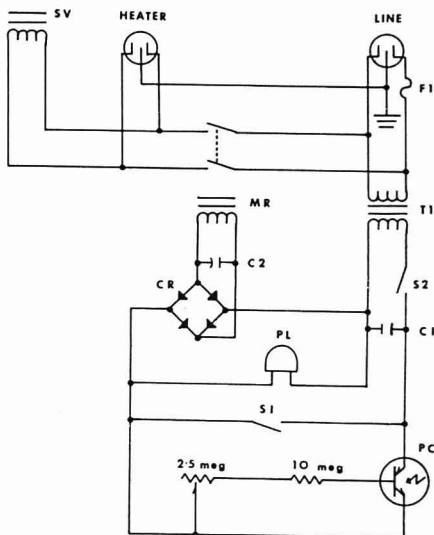 SV
HEATER
LINE
F1
MR
T1
C2
S2
CR
C1
PL
S1
PC
2.5 meg
10 meg